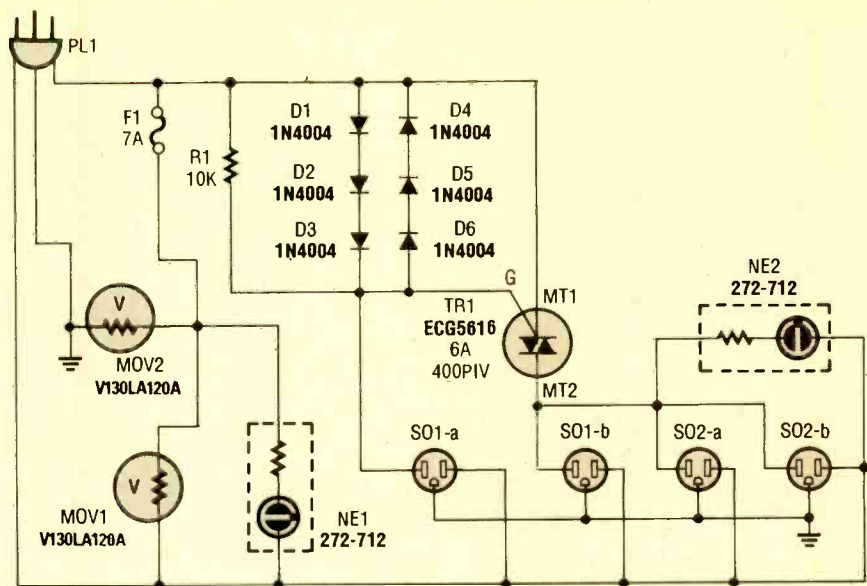 PL1
F1
7A
R1
10K
D1
1N4004
D2
1N4004
D3
1N4004
D4
1N4004
D5
1N4004
D6
1N4004
G
MT1
TR1
ECG5616
6A
400PIV
MT2
NE2
272-712
V
MOV2
V130LA120A
V
MOV1
V130LA120A
NE1
272-712
SO1-a
SO1-b
SO2-a
SO2-b